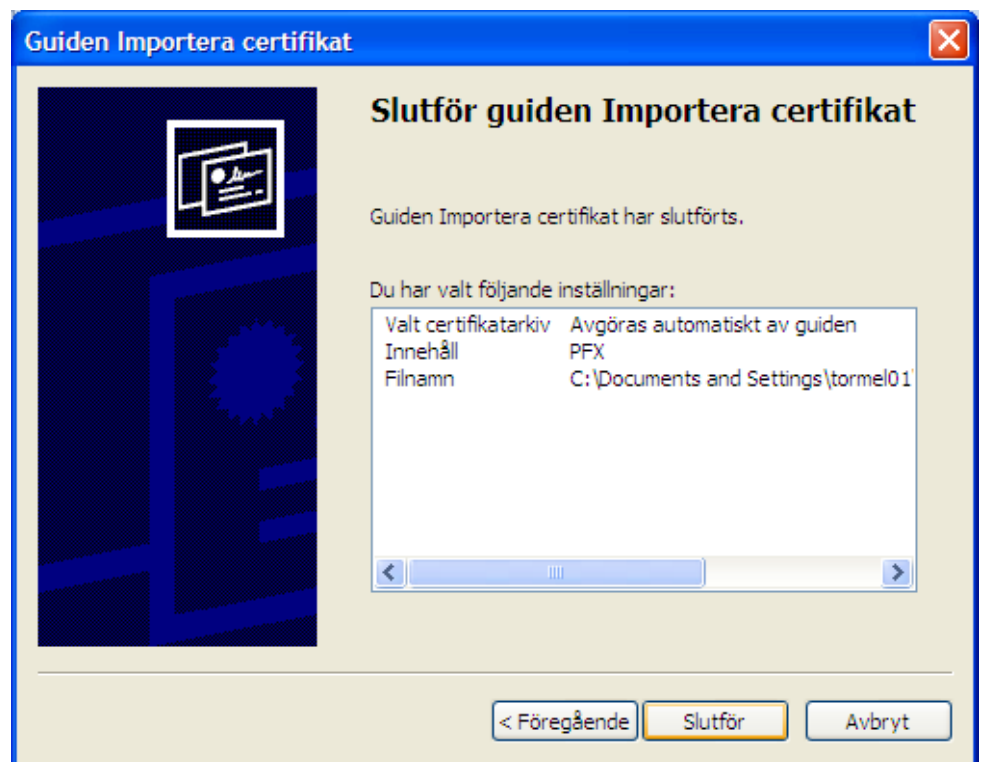 Guiden Importera certifikat
Slutför guiden Importera certifikat
Guiden Importera certifikat har slutförts.
Du har valt följande inställningar:
Valt certifikatarkiv Avgöras automatiskt av guiden
Innehåll PFX
Filnamn C:\Documents and Settings\tormel01\
< Föregående Slutför Avbryt